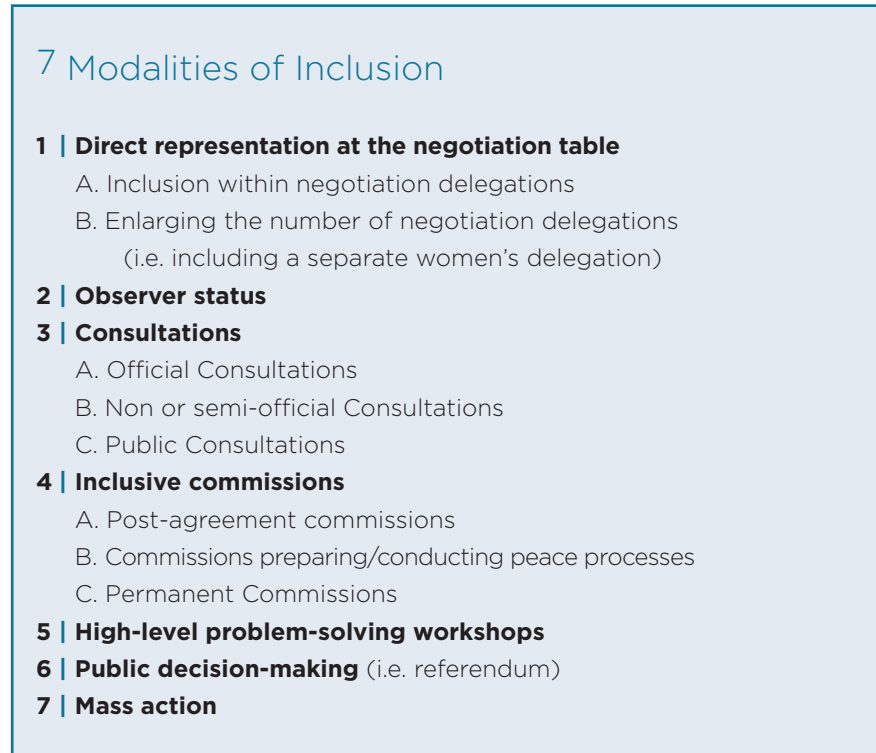 7 Modalities of Inclusion
1 | Direct representation at the negotiation table
A. Inclusion within negotiation delegations
B. Enlarging the number of negotiation delegations
(i.e. including a separate women’s delegation)
2 | Observer status
3 | Consultations
A. Official Consultations
B. Non or semi-official Consultations
C. Public Consultations
4 | Inclusive commissions
A. Post-agreement commissions
B. Commissions preparing/conducting peace processes
C. Permanent Commissions
5 | High-level problem-solving workshops
6 | Public decision-making (i.e. referendum)
7 | Mass action